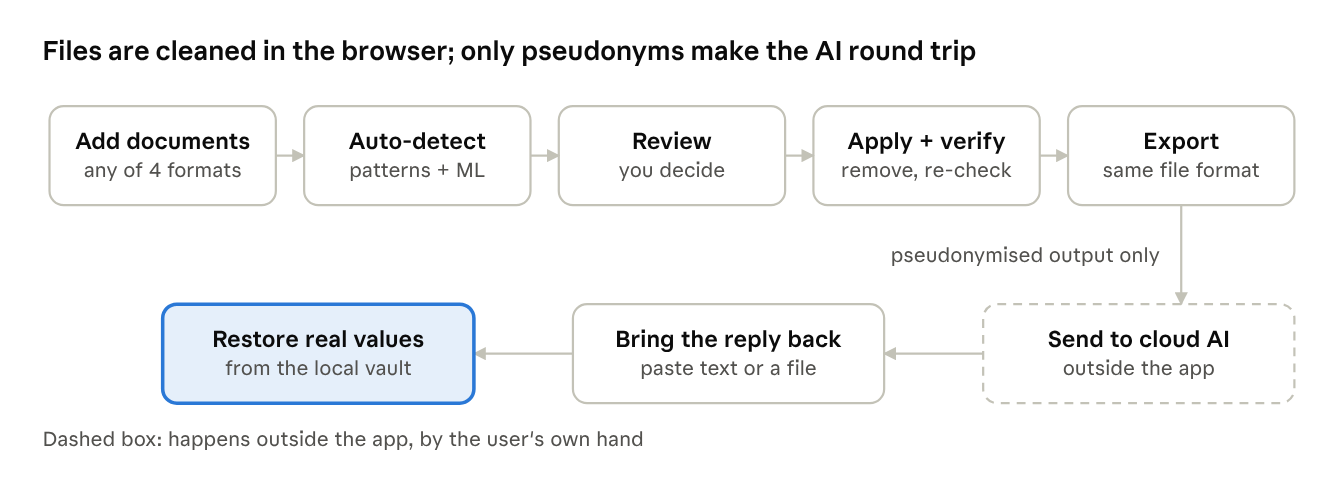 Files are cleaned in the browser; only pseudonyms make the AI round trip
Add documents
any of 4 formats
Auto-detect
patterns + ML
Review
you decide
Apply + verify
remove, re-check
Export
same file format
pseudonymised output only
Send to cloud AI
outside the app
Bring the reply back
paste text or a file
Restore real values
from the local vault
Dashed box: happens outside the app, by the user's own hand